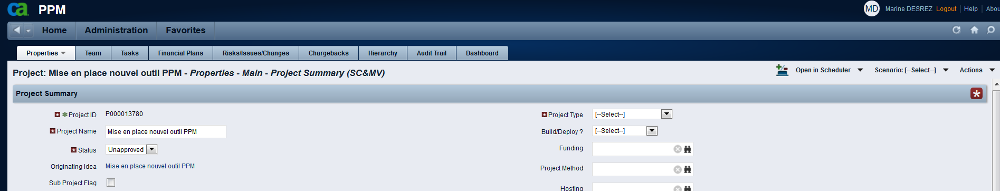 ca PPM
MD Marine DESREZ Logout Help Abou
Home Administration Favorites
Properties Team Tasks Financial Plans Risks/Issues/Changes Chargebacks Hierarchy Audit Trail Dashboard
Project: Mise en place nouvel outil PPM - Properties - Main - Project Summary (SC&MV)
Open in Scheduler Scenario: [--Select--] Actions
Project Summary
Project ID P000013780
Project Name Mise en place nouvel outil PPM
Status Unapproved
Originating Idea Mise en place nouvel outil PPM
Sub Project Flag
Project Type [--Select--]
Build/Deploy ? [--Select--]
Funding
Project Method
Hosting